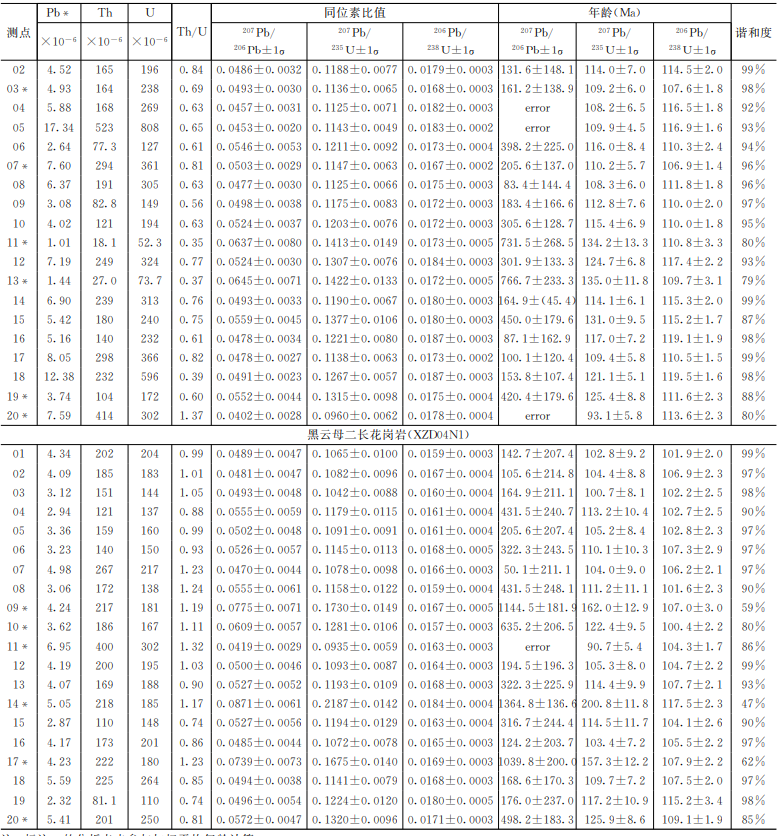 测点 Pb* Th U Th/U 同位素比值 年龄(Ma) 谐和度
×10⁻⁶ ×10⁻⁶ ×10⁻⁶ ²⁰⁷Pb/²⁰⁶Pb±1σ ²⁰⁷Pb/²³⁵U±1σ ²⁰⁶Pb/²³⁸U±1σ ²⁰⁷Pb/²⁰⁶Pb±1σ ²⁰⁷Pb/²³⁵U±1σ ²⁰⁶Pb/²³⁸U±1σ
02 4.52 165 196 0.84 0.0486±0.0032 0.1188±0.0077 0.0179±0.0003 131.6±148.1 114.0±7.0 114.5±2.0 99%
03* 4.93 164 238 0.69 0.0493±0.0030 0.1136±0.0065 0.0168±0.0003 161.2±138.9 109.2±6.0 107.6±1.8 98%
04 5.88 168 269 0.63 0.0457±0.0031 0.1125±0.0071 0.0182±0.0003 error 108.2±6.5 116.5±1.8 92%
05 17.34 523 808 0.65 0.0453±0.0020 0.1143±0.0049 0.0183±0.0002 error 109.9±4.5 116.9±1.6 93%
06 2.64 77.3 127 0.61 0.0546±0.0053 0.1211±0.0092 0.0173±0.0004 398.2±225.0 116.0±8.4 110.3±2.4 94%
07* 7.60 294 361 0.81 0.0503±0.0029 0.1147±0.0063 0.0167±0.0002 205.6±137.0 110.2±5.7 106.9±1.4 96%
08 6.37 191 305 0.63 0.0477±0.0030 0.1125±0.0066 0.0175±0.0003 83.4±144.4 108.3±6.0 111.8±1.8 96%
09 3.08 82.8 149 0.56 0.0498±0.0038 0.1175±0.0083 0.0172±0.0003 183.4±166.6 112.8±7.6 110.0±2.0 97%
10 4.02 121 194 0.63 0.0524±0.0037 0.1203±0.0076 0.0172±0.0003 305.6±128.7 115.4±6.9 110.0±1.8 95%
11* 1.01 18.1 52.3 0.35 0.0637±0.0080 0.1413±0.0149 0.0173±0.0005 731.5±268.5 134.2±13.3 110.8±3.3 80%
12 7.19 249 324 0.77 0.0524±0.0030 0.1307±0.0076 0.0184±0.0003 301.9±133.3 124.7±6.8 117.4±2.2 93%
13* 1.44 27.0 73.7 0.37 0.0645±0.0071 0.1422±0.0133 0.0172±0.0005 766.7±233.3 135.0±11.8 109.7±3.1 79%
14 6.90 239 313 0.76 0.0493±0.0033 0.1190±0.0067 0.0180±0.0003 164.9±(45.4) 114.1±6.1 115.3±2.0 99%
15 5.42 180 240 0.75 0.0559±0.0045 0.1377±0.0106 0.0180±0.0003 450.0±179.6 131.0±9.5 115.2±1.7 87%
16 5.16 140 232 0.61 0.0478±0.0034 0.1221±0.0080 0.0187±0.0003 87.1±162.9 117.0±7.2 119.1±1.9 98%
17 8.05 298 366 0.82 0.0478±0.0027 0.1138±0.0063 0.0173±0.0002 100.1±120.4 109.4±5.8 110.5±1.5 99%
18 12.38 232 596 0.39 0.0491±0.0023 0.1267±0.0057 0.0187±0.0003 153.8±107.4 121.1±5.1 119.5±1.6 98%
19* 3.74 104 172 0.60 0.0552±0.0044 0.1315±0.0098 0.0175±0.0004 420.4±179.6 125.4±8.8 111.6±2.3 88%
20* 7.59 414 302 1.37 0.0402±0.0028 0.0960±0.0062 0.0178±0.0004 error 93.1±5.8 113.6±2.3 80%
黑云母二长花岗岩(XZD04N1)
01 4.34 202 204 0.99 0.0489±0.0047 0.1065±0.0100 0.0159±0.0003 142.7±207.4 102.8±9.2 101.9±2.0 99%
02 4.09 185 183 1.01 0.0481±0.0047 0.1082±0.0096 0.0167±0.0004 105.6±214.8 104.4±8.8 106.9±2.3 97%
03 3.12 151 144 1.05 0.0493±0.0048 0.1042±0.0088 0.0160±0.0004 164.9±211.1 100.7±8.1 102.2±2.5 98%
04 2.94 121 137 0.88 0.0555±0.0059 0.1179±0.0115 0.0161±0.0004 431.5±240.7 113.2±10.4 102.7±2.5 90%
05 3.36 159 160 0.99 0.0502±0.0048 0.1091±0.0091 0.0161±0.0004 205.6±207.4 105.2±8.4 102.8±2.3 97%
06 3.23 140 150 0.93 0.0526±0.0057 0.1145±0.0113 0.0168±0.0005 322.3±243.5 110.1±10.3 107.3±2.9 97%
07 4.98 267 217 1.23 0.0470±0.0044 0.1078±0.0098 0.0166±0.0003 50.1±211.1 104.0±9.0 106.2±2.1 97%
08 3.06 172 138 1.24 0.0555±0.0061 0.1158±0.0122 0.0159±0.0004 431.5±248.1 111.2±11.1 101.6±2.3 90%
09* 4.24 217 181 1.19 0.0775±0.0071 0.1730±0.0149 0.0167±0.0005 1144.5±181.9 162.0±12.9 107.0±3.0 59%
10* 3.62 186 167 1.11 0.0609±0.0057 0.1281±0.0106 0.0157±0.0003 635.2±206.5 122.4±9.5 100.4±2.2 80%
11* 6.95 400 302 1.32 0.0419±0.0029 0.0935±0.0059 0.0163±0.0003 error 90.7±5.4 104.3±1.7 86%
12 4.19 200 195 1.03 0.0500±0.0046 0.1093±0.0087 0.0164±0.0003 194.5±196.3 105.3±8.0 104.7±2.2 99%
13 4.07 169 188 0.90 0.0527±0.0052 0.1193±0.0109 0.0168±0.0003 322.3±225.9 114.4±9.9 107.7±2.1 93%
14* 5.05 218 185 1.17 0.0871±0.0061 0.2187±0.0142 0.0184±0.0004 1364.8±136.6 200.8±11.8 117.5±2.3 47%
15 2.87 110 148 0.74 0.0527±0.0056 0.1194±0.0129 0.0163±0.0004 316.7±244.4 114.5±11.7 104.1±2.6 90%
16 4.17 173 201 0.86 0.0485±0.0044 0.1072±0.0078 0.0165±0.0003 124.2±203.7 103.4±7.2 105.5±2.2 97%
17* 4.23 222 180 1.23 0.0739±0.0073 0.1675±0.0140 0.0169±0.0003 1039.8±200.0 157.3±12.2 107.9±2.2 62%
18 5.59 225 264 0.85 0.0494±0.0038 0.1141±0.0079 0.0168±0.0003 168.6±170.3 109.7±7.2 107.5±2.0 97%
19 2.32 81.1 110 0.74 0.0496±0.0054 0.1224±0.0120 0.0180±0.0005 176.0±237.0 117.2±10.9 115.2±3.4 98%
20* 5.41 201 250 0.81 0.0572±0.0047 0.1320±0.0096 0.0171±0.0003 498.2±183.3 125.9±8.6 109.1±1.9 85%